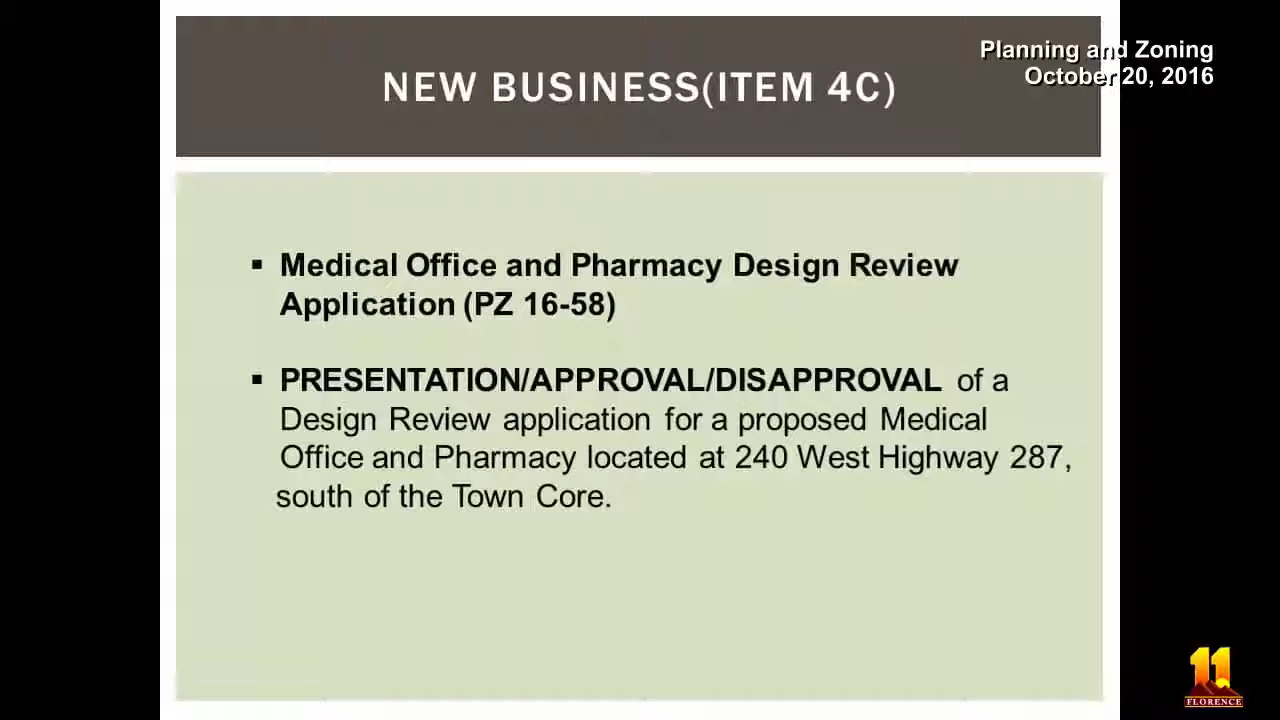 Planning and Zoning
October 20, 2016
NEW BUSINESS(ITEM 4C)
▪ Medical Office and Pharmacy Design Review
Application (PZ 16-58)
▪ PRESENTATION/APPROVAL/DISAPPROVAL of a
Design Review application for a proposed Medical
Office and Pharmacy located at 240 West Highway 287,
south of the Town Core.
11
FLORENCE